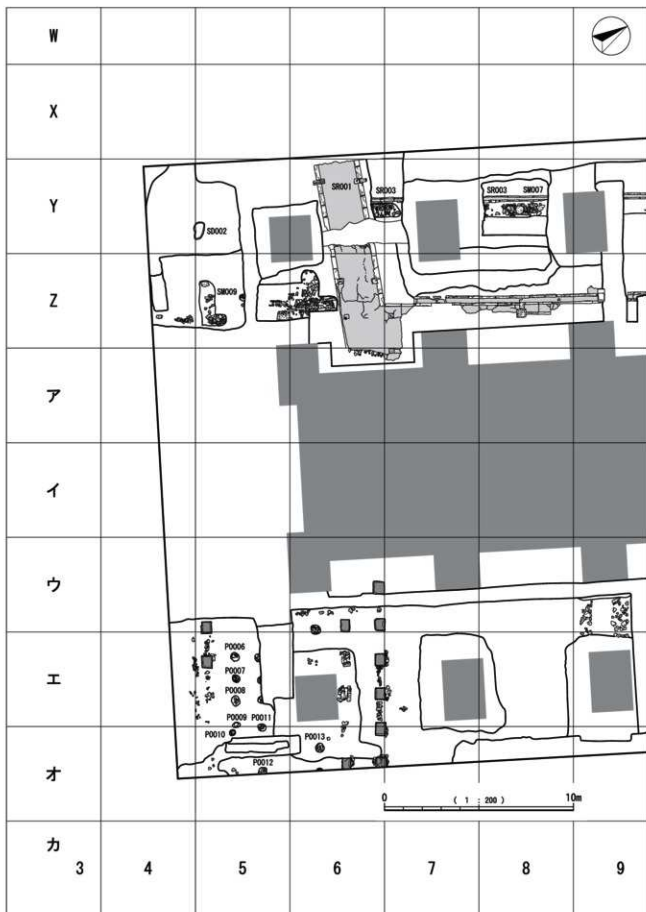 W
X
Y
SR001
SR003
SR003 SW007
SD002
SW009
Z
ア
イ
ウ
エ
P0006
P0007
P0008
P0009 P0011
P0010
P0013
P0012
オ
0 ( 1 : 200 ) 10m
カ
3 4 5 6 7 8 9